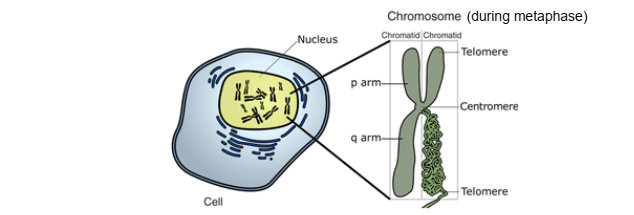 Chromosome (during metaphase)
Chromatid Chromatid
Nucleus
Telomere
p arm
Centromere
q arm
Telomere
Cell